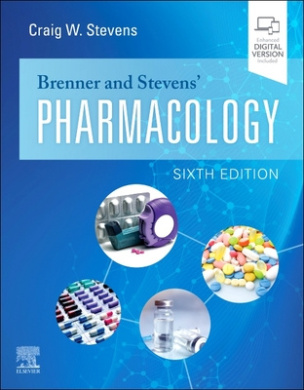 Craig W. Stevens
Enhanced
DIGITAL
VERSION
Included
Brenner and Stevens’
PHARMACOLOGY
SIXTH EDITION
ELSEVIER